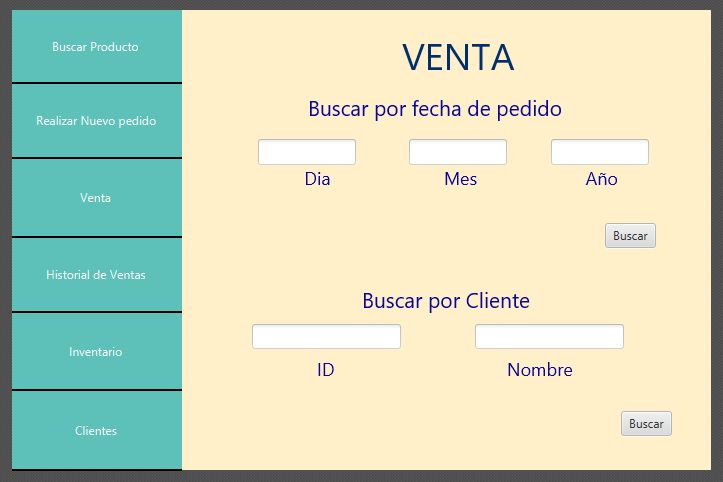 Buscar Producto
Realizar Nuevo pedido
Venta
Historial de Ventas
Inventario
Clientes
VENTA
Buscar por fecha de pedido
Dia Mes Año
Buscar
Buscar por Cliente
ID Nombre
Buscar